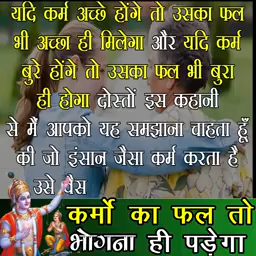 यदि कर्म अच्छे होंगे तो उसका फल
भी अच्छा ही मिलेगा और यदि कर्म
बुरे होंगे तो उसका फल भी बुरा
ही होगा दोस्तों इस कहानी
से मैं आपको यह समझाना चाहता हूँ
की जो इंसान जैसा कर्म करता है
उसे वैस
कर्मो का फल तो
भोगना ही पड़ेगा